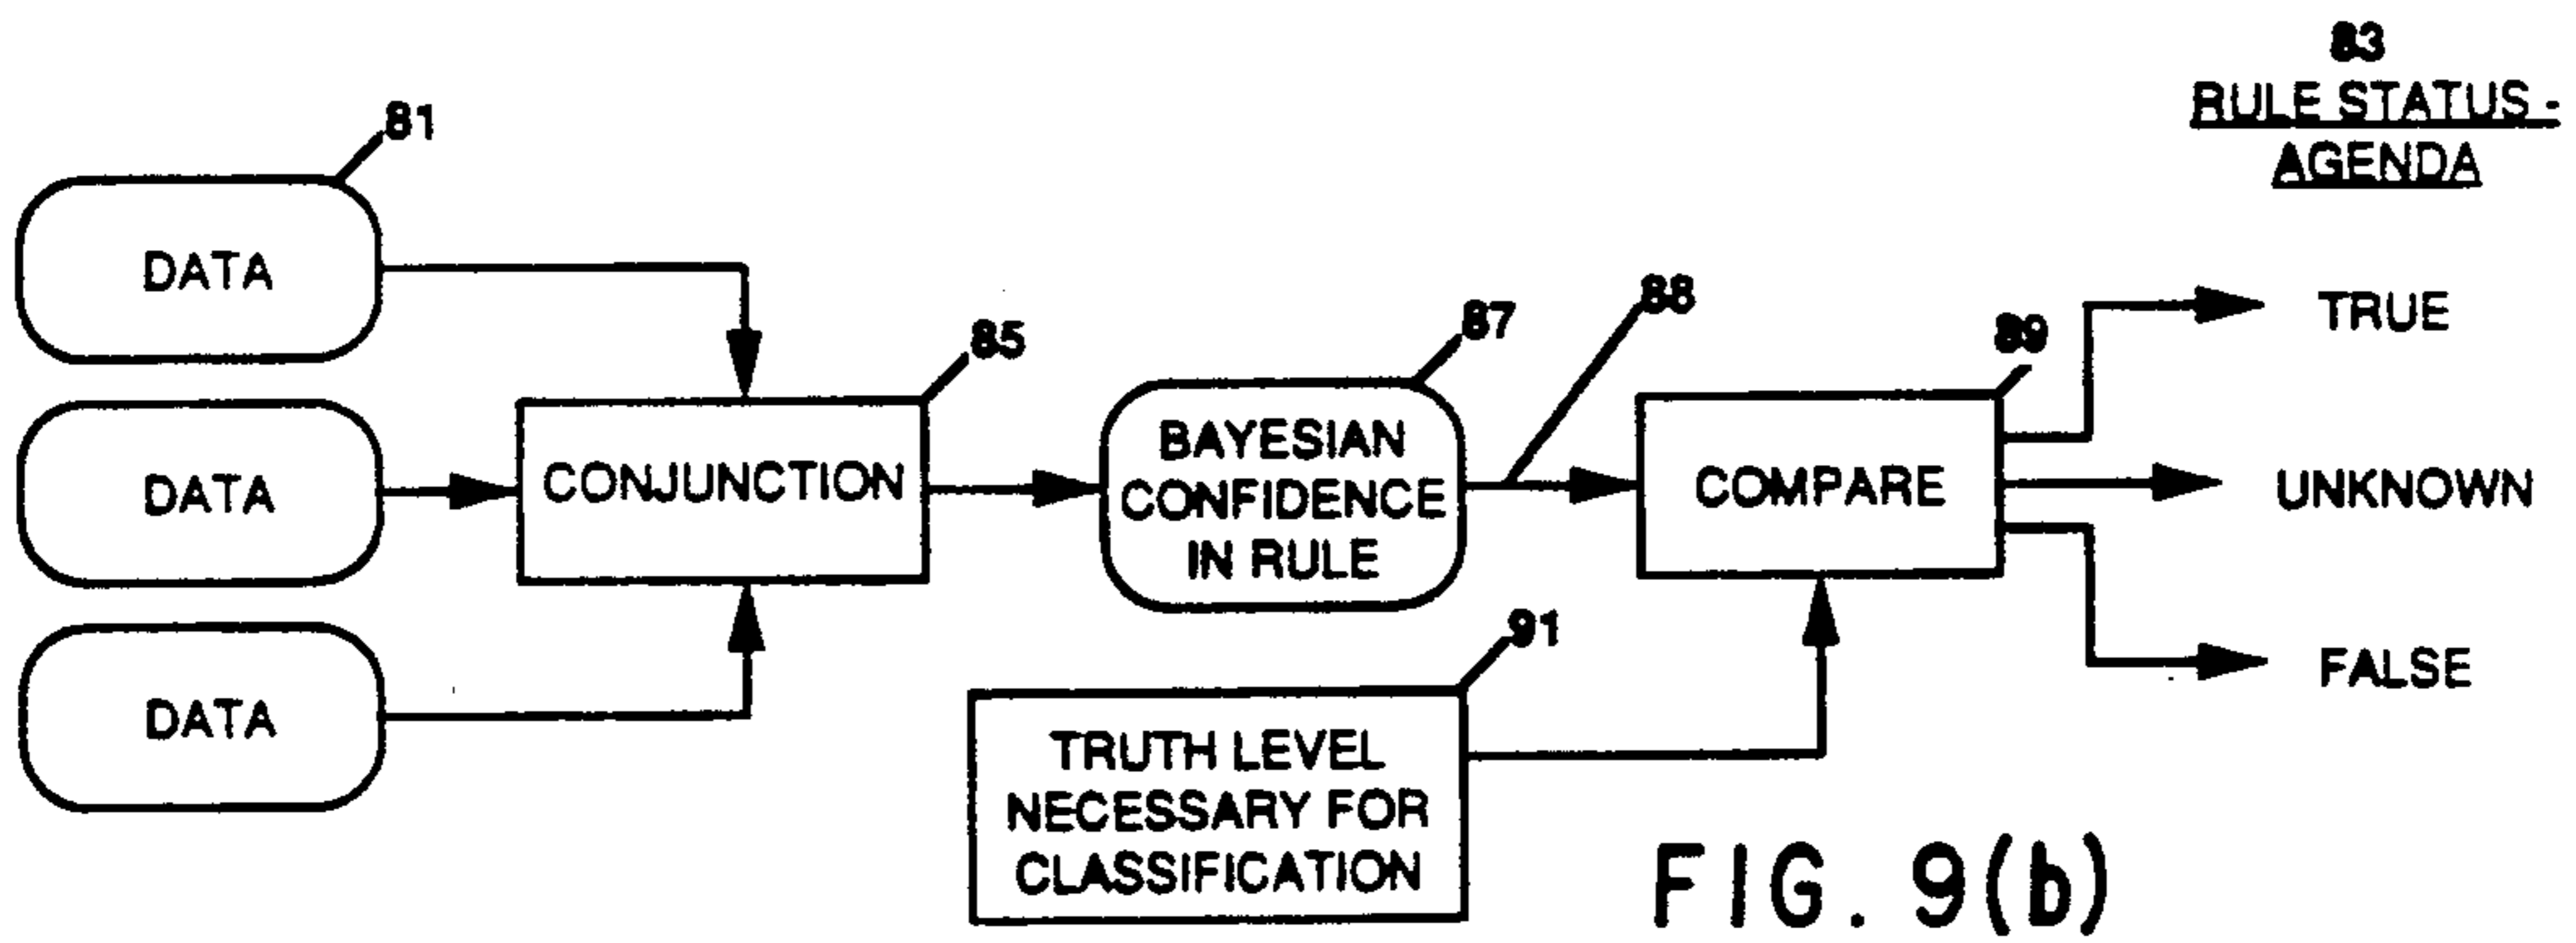 83
RULE STATUS -
AGENDA
81
DATA
DATA
DATA
85
CONJUNCTION
87
BAYESIAN
CONFIDENCE
IN RULE
88
89
COMPARE
91
TRUTH LEVEL
NECESSARY FOR
CLASSIFICATION
TRUE
UNKNOWN
FALSE
FIG. 9(b)